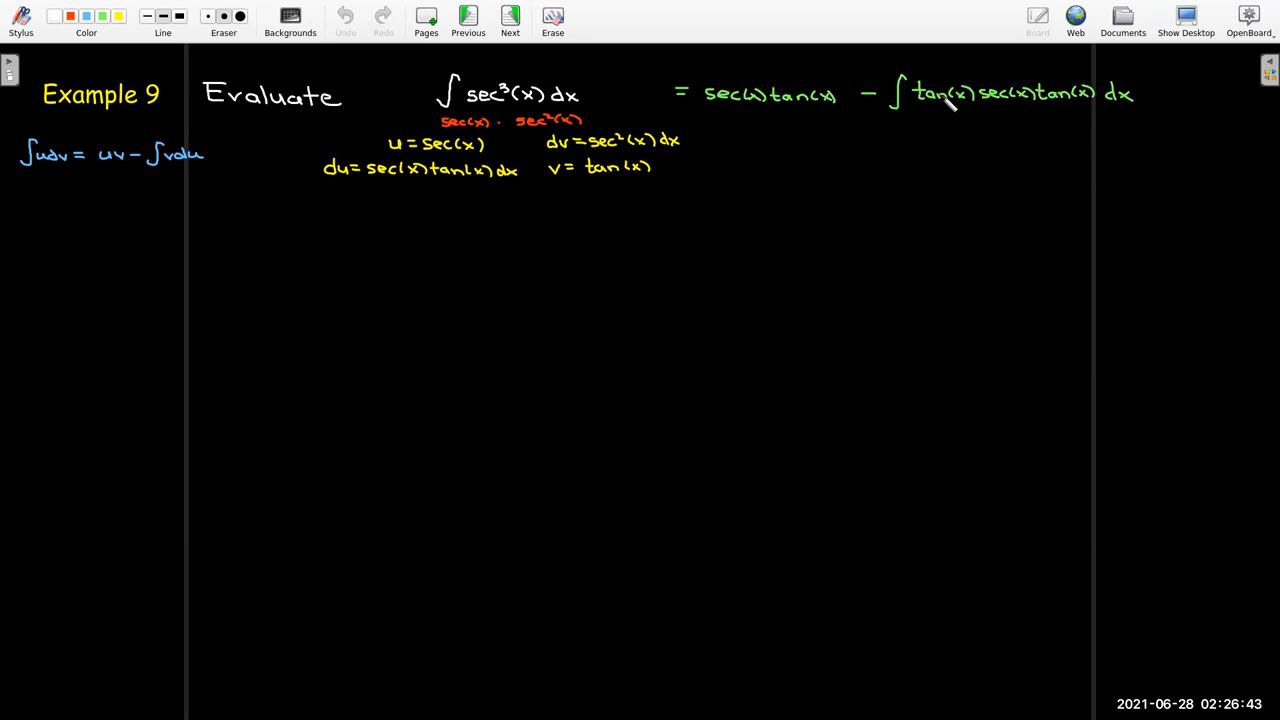 Stylus Color Line Eraser Backgrounds Undo Redo Pages Previous Next Erase Board Web Documents Show Desktop OpenBoard
Example 9 Evaluate ∫ sec³(x) dx = sec(x) tan(x) − ∫ tan(x) sec(x) tan(x) dx
sec(x) · sec²(x)
u = sec(x) dv = sec²(x) dx
∫udv = uv − ∫vdu
du = sec(x) tan(x) dx v = tan(x)
2021-06-28 02:26:43